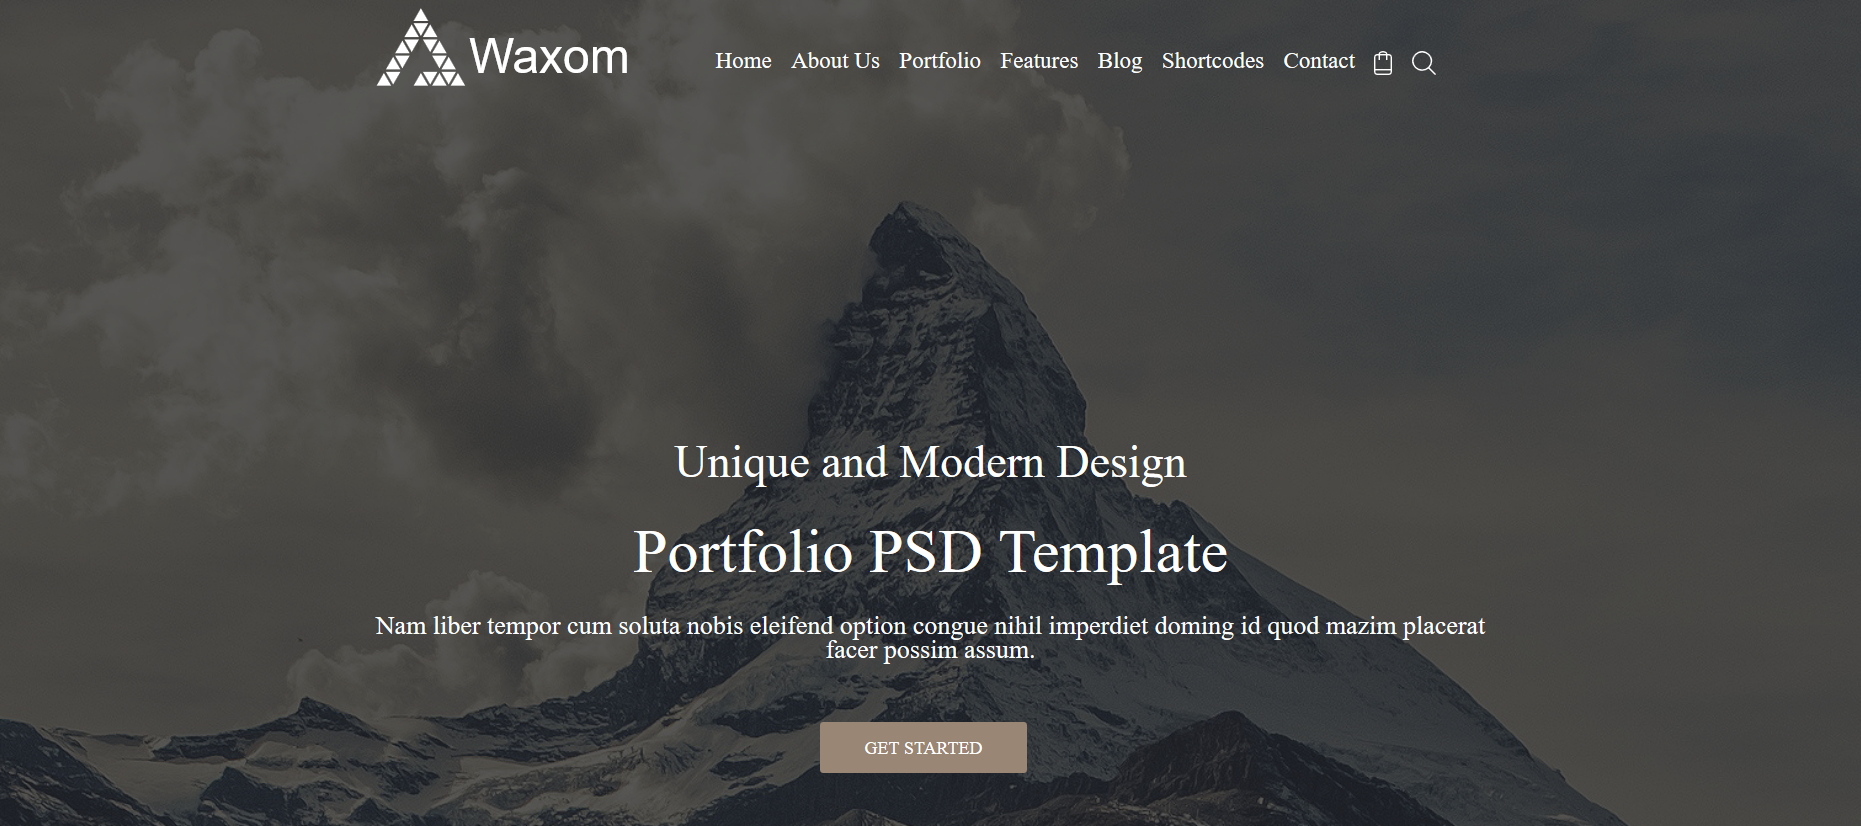 Waxom
Home About Us Portfolio Features Blog Shortcodes Contact
Unique and Modern Design
Portfolio PSD Template
Nam liber tempor cum soluta nobis eleifend option congue nihil imperdiet doming id quod mazim placerat
facer possim assum.
GET STARTED